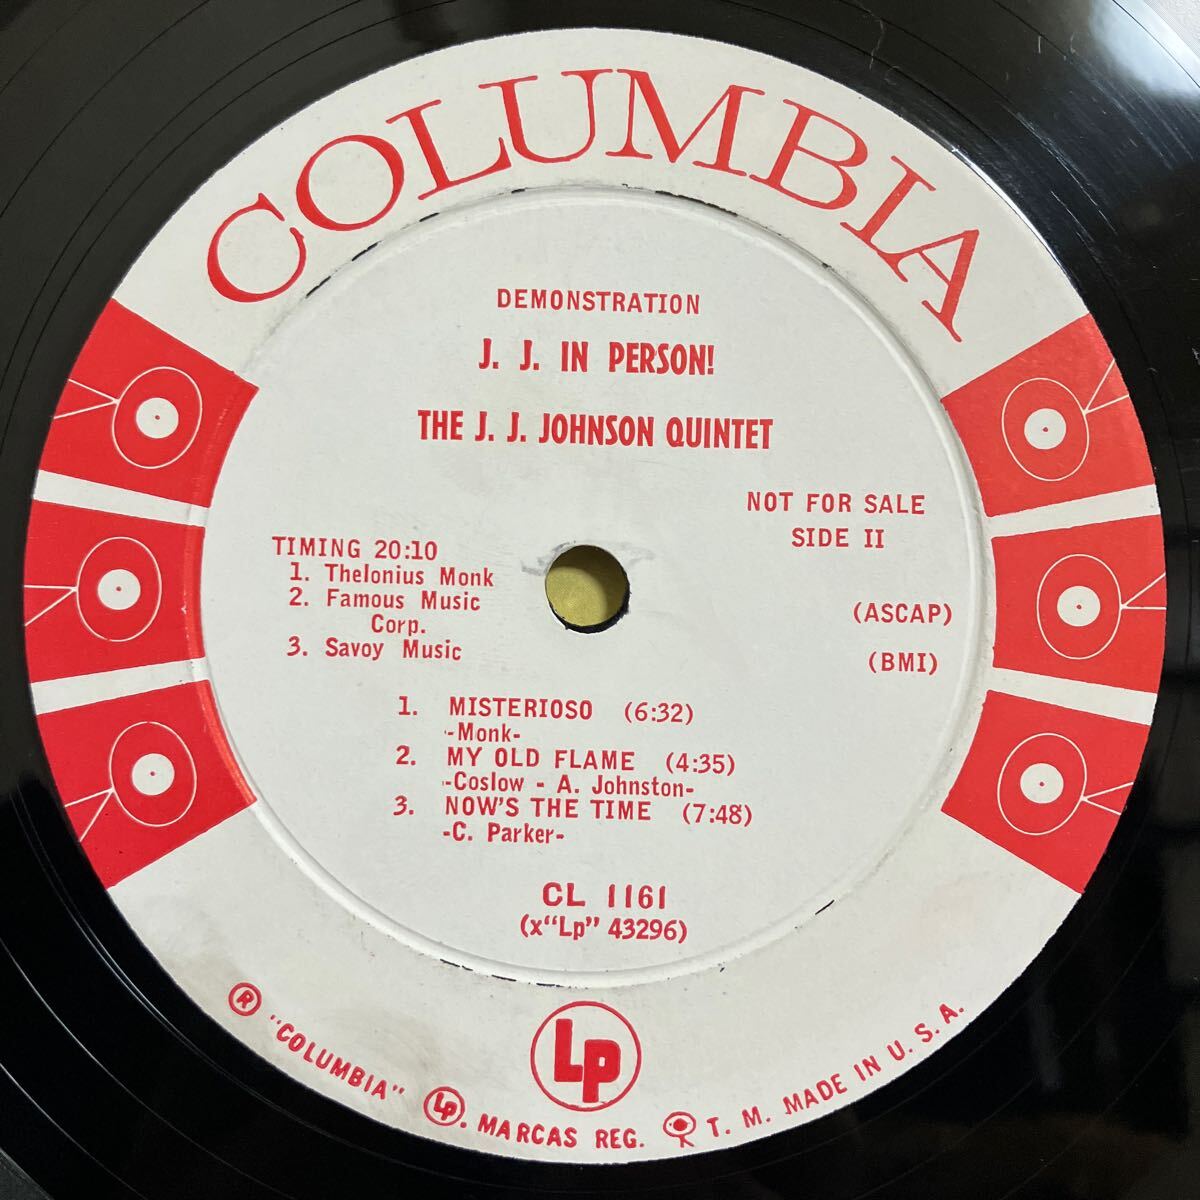 COLUMBIA
DEMONSTRATION
J. J. IN PERSON!
THE J. J. JOHNSON QUINTET
NOT FOR SALE
SIDE II
TIMING 20:10
1. Thelonius Monk
2. Famous Music
Corp. (ASCAP)
3. Savoy Music (BMI)
1. MISTERIOSO (6:32)
-Monk-
2. MY OLD FLAME (4:35)
-Coslow - A. Johnston-
3. NOW'S THE TIME (7:48)
-C. Parker-
CL 1161
(x"Lp" 43296)
LP
® "COLUMBIA" LP. MARCAS REG. T. M. MADE IN U. S. A.